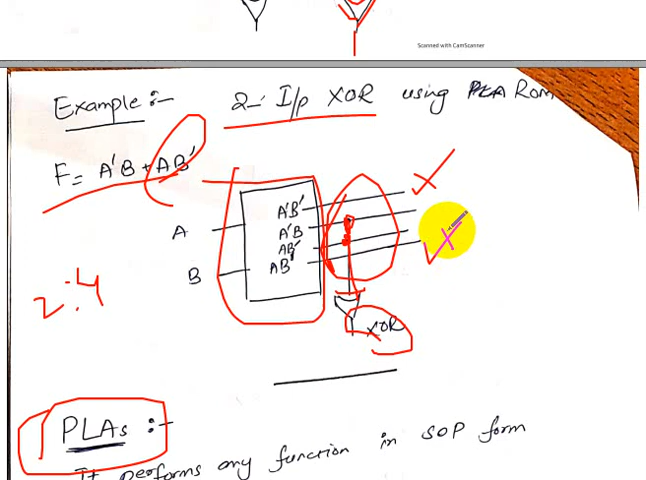 Scanned with CamScanner
Example :-
2- I/p XOR using PLA Rom
F = A'B + AB'
A'B'
A'B
AB'
AB
A
B
2:4
XOR
PLAs :-
It performs any function in SOP form